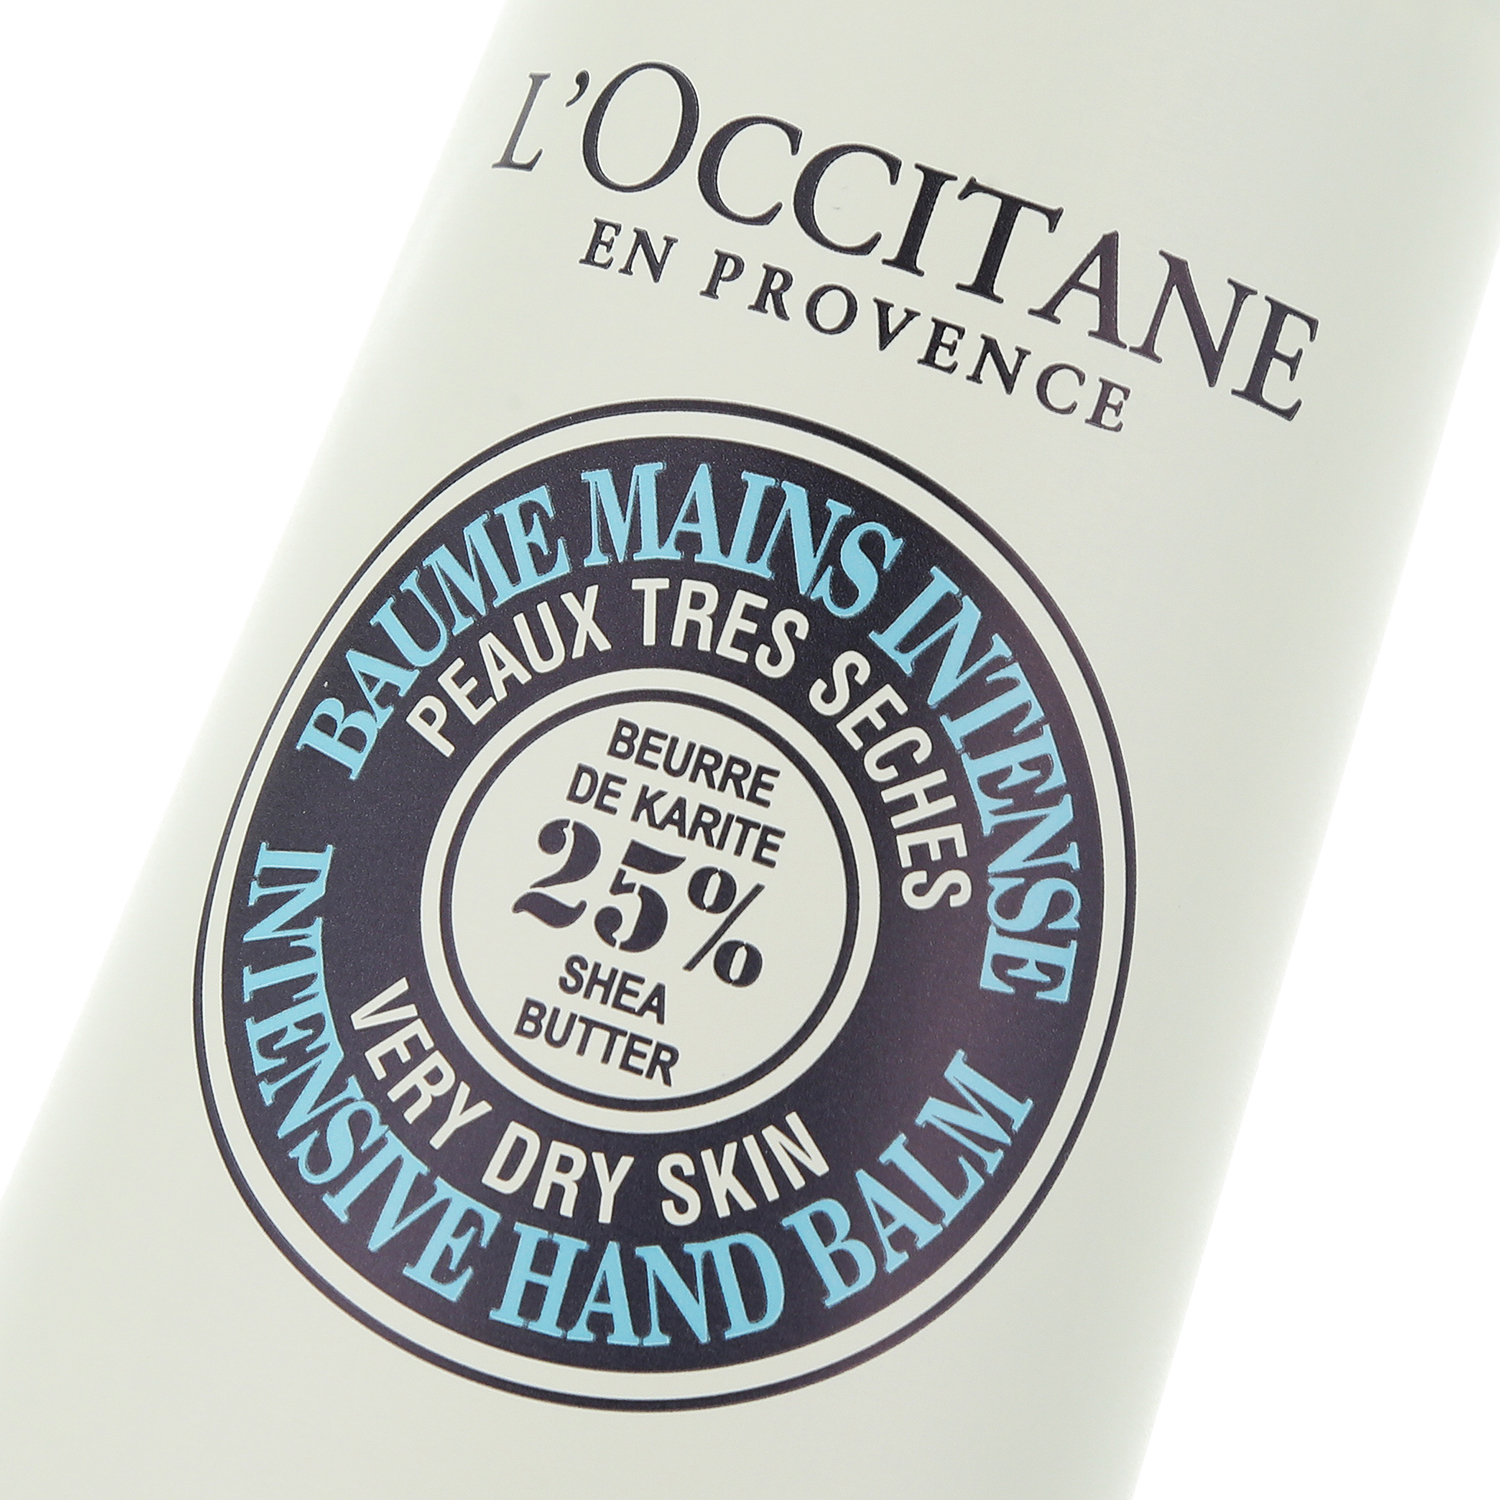 L'OCCITANE
EN PROVENCE
BAUME MAINS INTENSE
PEAUX TRES SECHES
BEURRE
DE KARITE
25%
SHEA
BUTTER
VERY DRY SKIN
INTENSIVE HAND BALM